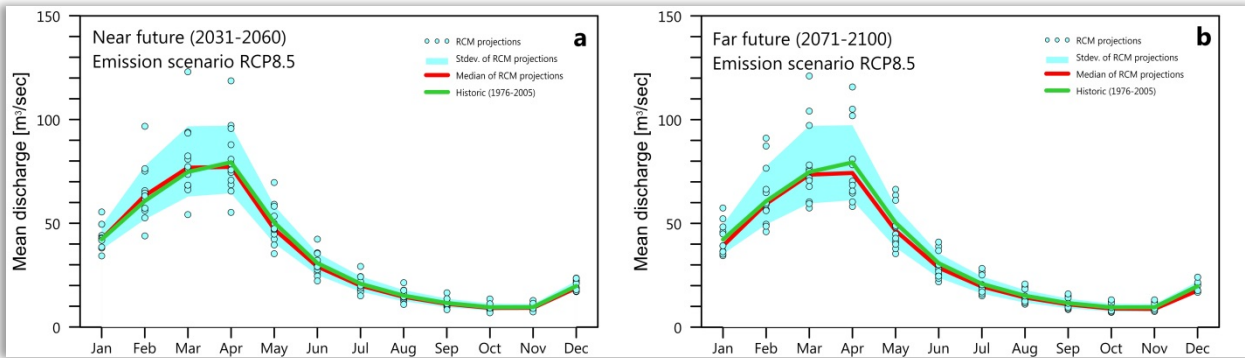 Near future (2031-2060)
Emission scenario RCP8.5
a
RCM projections
Stdev. of RCM projections
Median of RCM projections
Historic (1976-2005)
Mean discharge [m³/sec]
150
100
50
0
Jan Feb Mar Apr May Jun Jul Aug Sep Oct Nov Dec
Far future (2071-2100)
Emission scenario RCP8.5
b
RCM projections
Stdev. of RCM projections
Median of RCM projections
Historic (1976-2005)
Mean discharge [m³/sec]
150
100
50
0
Jan Feb Mar Apr May Jun Jul Aug Sep Oct Nov Dec